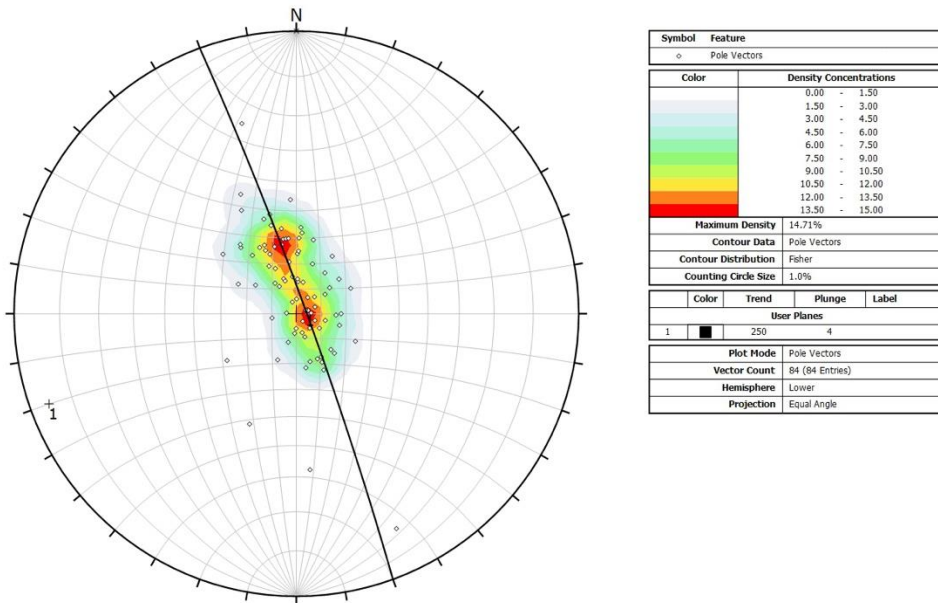 N
1
Symbol Feature
Pole Vectors
Color Density Concentrations
0.00 - 1.50
1.50 - 3.00
3.00 - 4.50
4.50 - 6.00
6.00 - 7.50
7.50 - 9.00
9.00 - 10.50
10.50 - 12.00
12.00 - 13.50
13.50 - 15.00
Maximum Density 14.71%
Contour Data Pole Vectors
Contour Distribution Fisher
Counting Circle Size 1.0%
Color Trend Plunge Label
User Planes
1 250 4
Plot Mode Pole Vectors
Vector Count 84 (84 Entries)
Hemisphere Lower
Projection Equal Angle